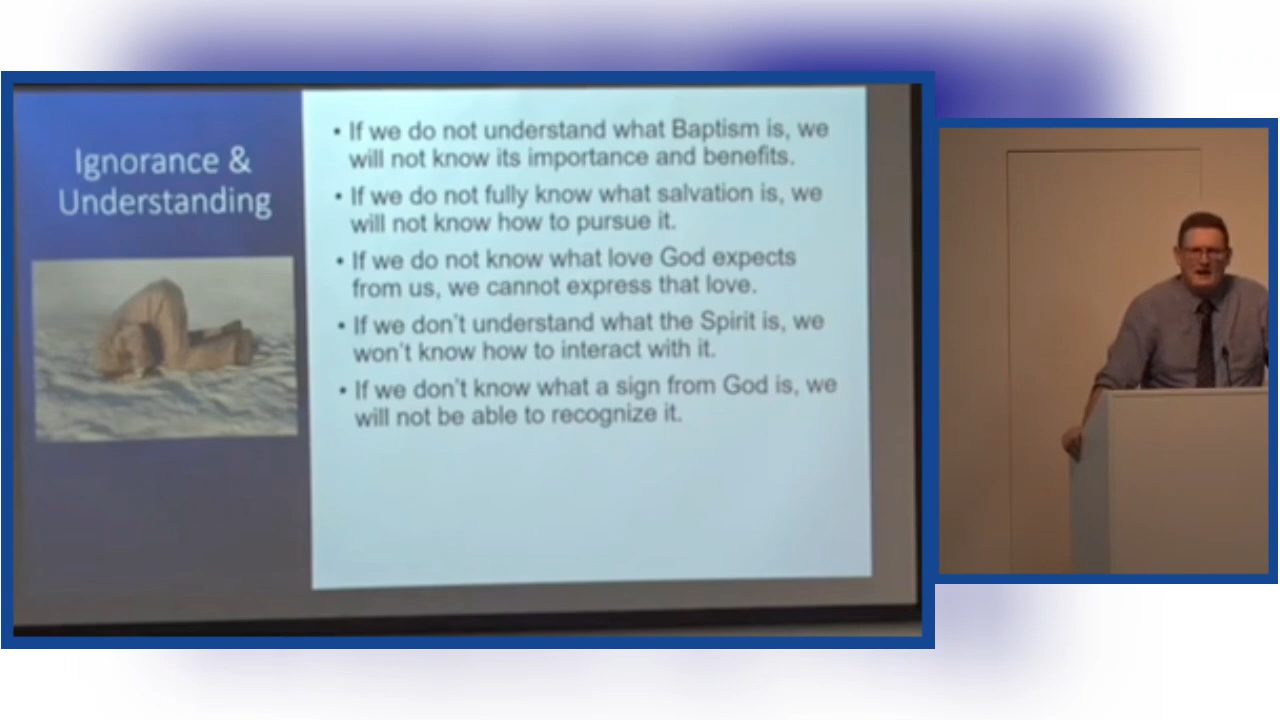 Ignorance &
Understanding
• If we do not understand what Baptism is, we
will not know its importance and benefits.
• If we do not fully know what salvation is, we
will not know how to pursue it.
• If we do not know what love God expects
from us, we cannot express that love.
• If we don't understand what the Spirit is, we
won't know how to interact with it.
• If we don't know what a sign from God is, we
will not be able to recognize it.